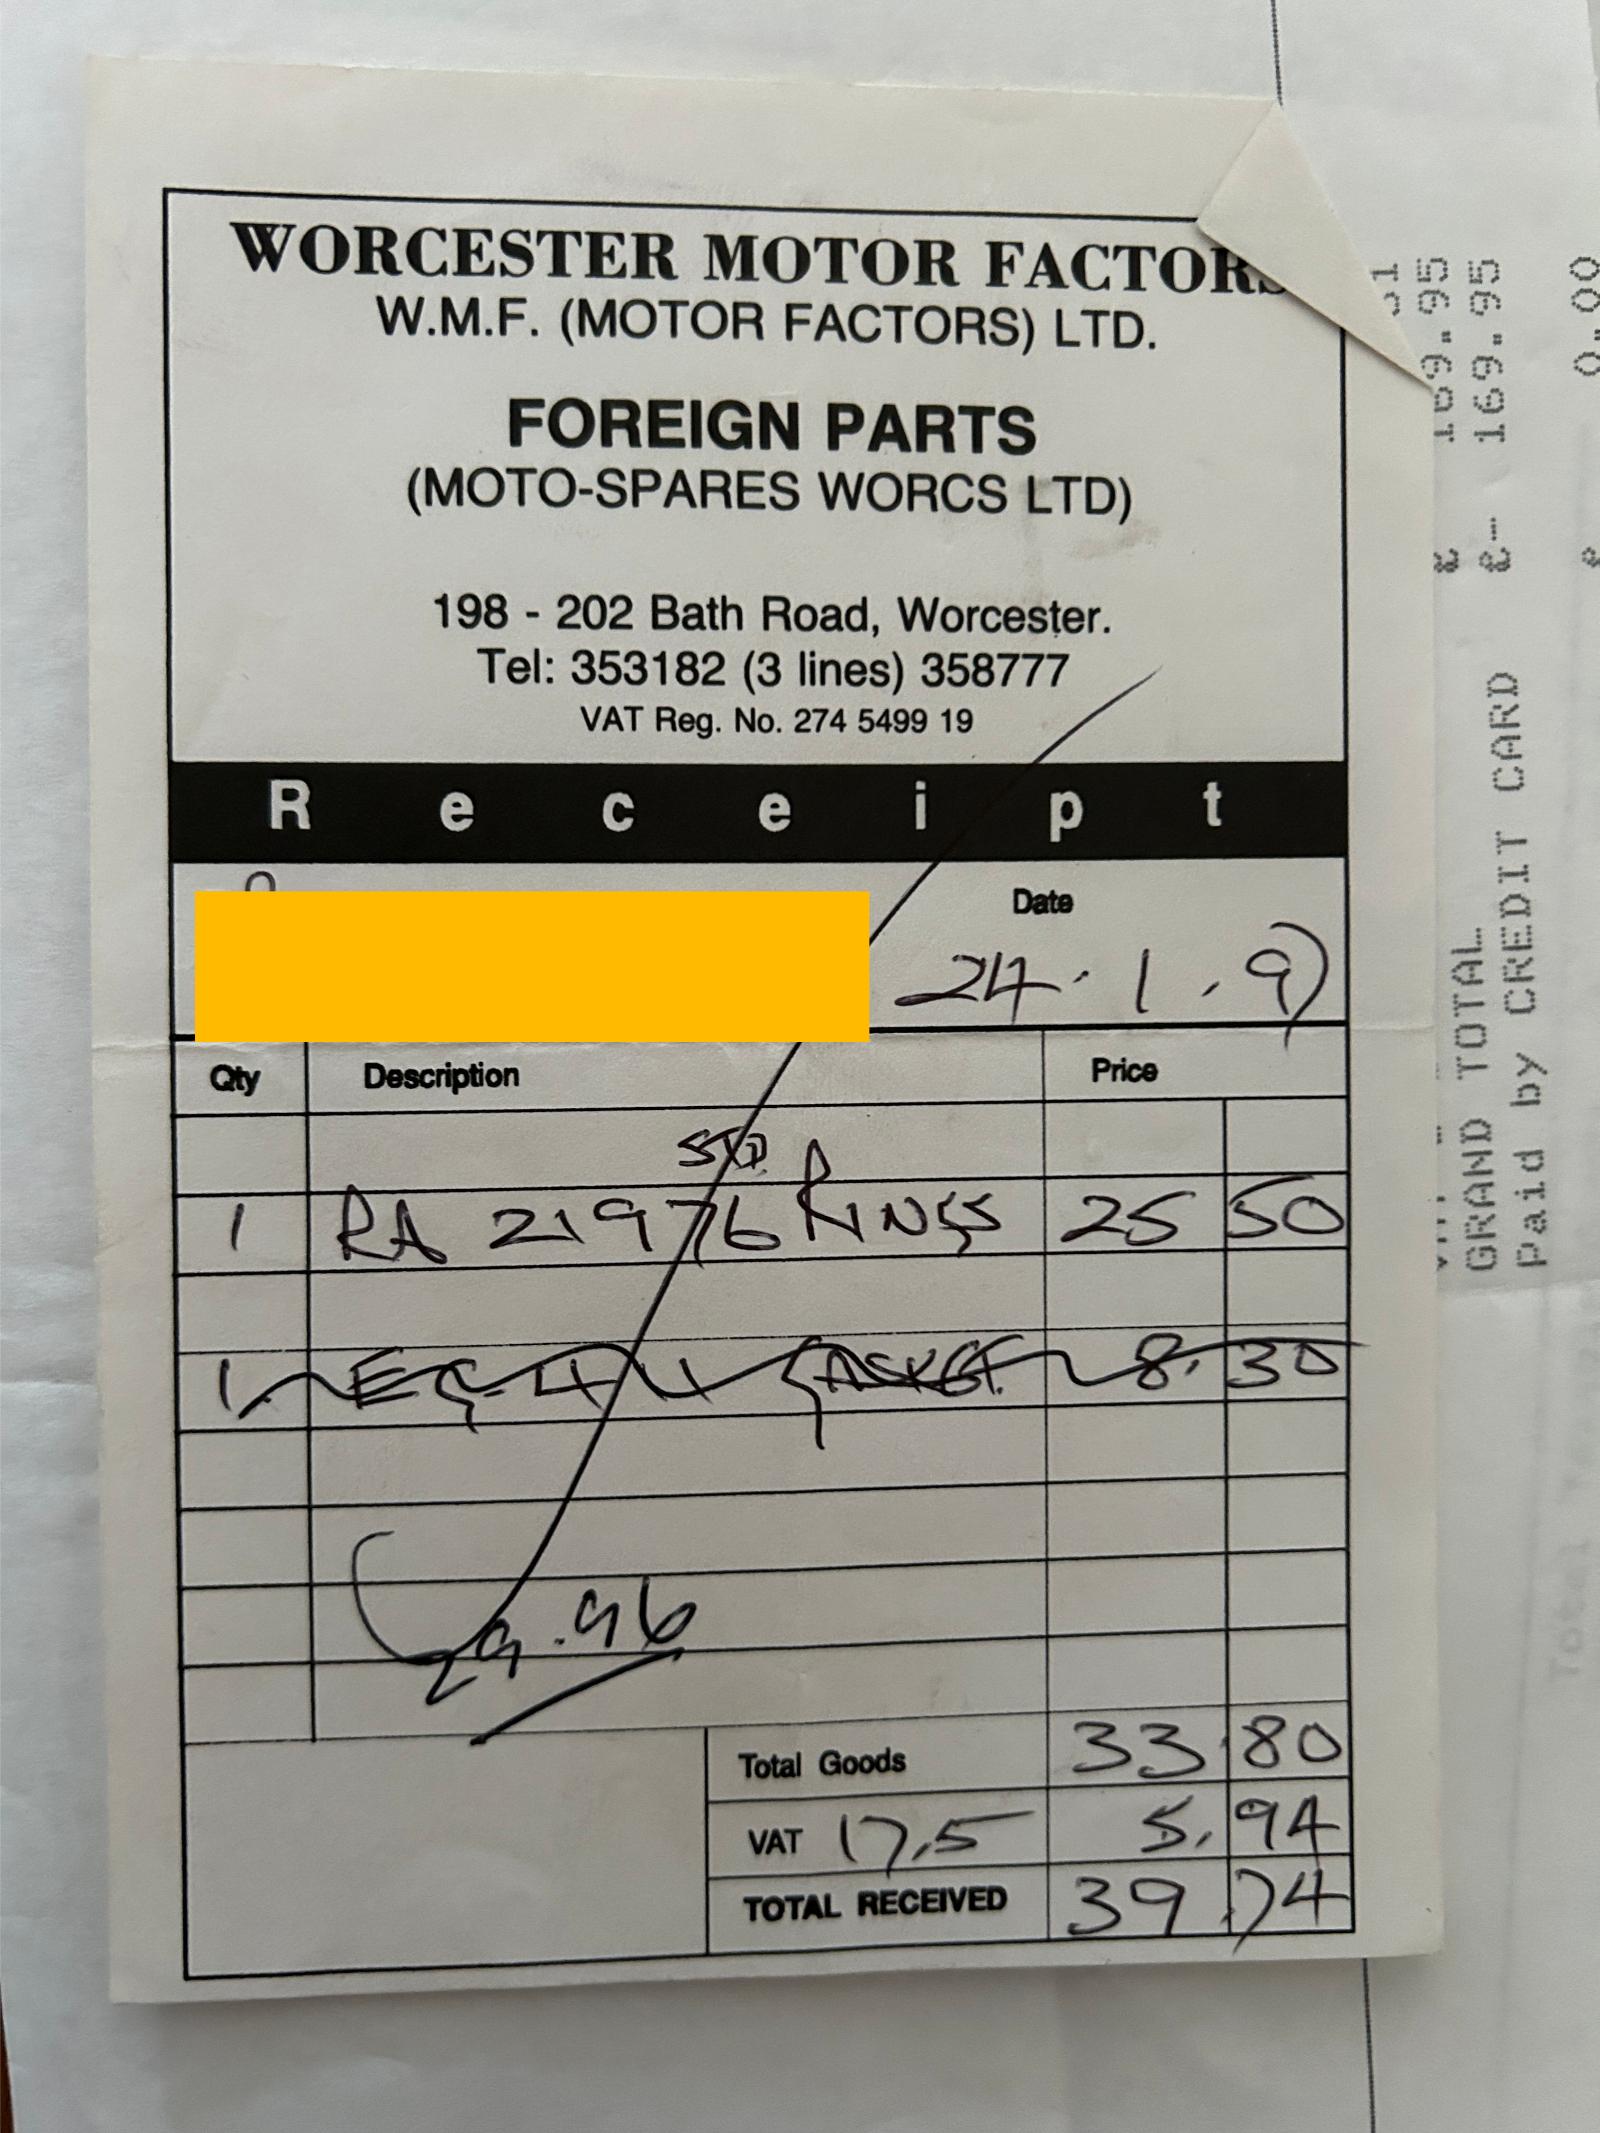 WORCESTER MOTOR FACTORS
W.M.F. (MOTOR FACTORS) LTD.
FOREIGN PARTS
(MOTO-SPARES WORCS LTD)
198 - 202 Bath Road, Worcester.
Tel: 353182 (3 lines) 358777
VAT Reg. No. 274 5499 19
Receipt
Date
24.1.97
Qty Description Price
STD
1 RA 21976 RINGS 25 50
1 GASKET 8.30
29.96
Total Goods 33.80
VAT 17.5 5.94
TOTAL RECEIVED 39.74
169.95
£- 169.95
0.00
GRAND TOTAL £
Paid by CREDIT CARD